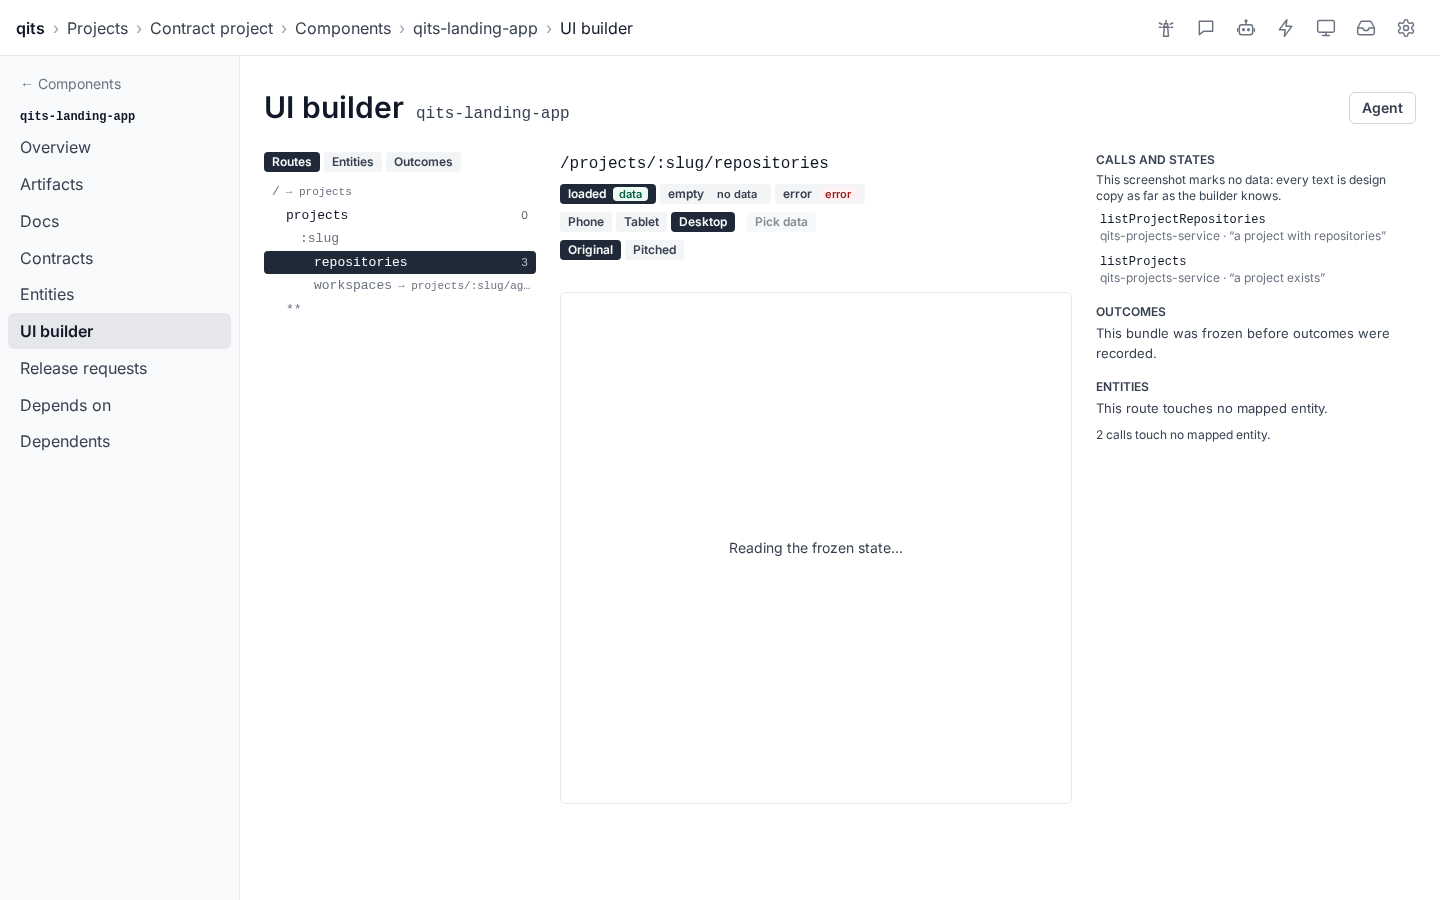 qits › Projects › Contract project › Components › qits-landing-app › UI builder
← Components
qits-landing-app
Overview
Artifacts
Docs
Contracts
Entities
UI builder
Release requests
Depends on
Dependents
UI builder qits-landing-app
Agent
Routes Entities Outcomes
/ → projects
projects 0
:slug
repositories 3
workspaces → projects/:slug/ag…
**
/projects/:slug/repositories
loaded data empty no data error error
Phone Tablet Desktop Pick data
Original Pitched
Reading the frozen state…
CALLS AND STATES
This screenshot marks no data: every text is design
copy as far as the builder knows.
listProjectRepositories
qits-projects-service · “a project with repositories”
listProjects
qits-projects-service · “a project exists”
OUTCOMES
This bundle was frozen before outcomes were
recorded.
ENTITIES
This route touches no mapped entity.
2 calls touch no mapped entity.